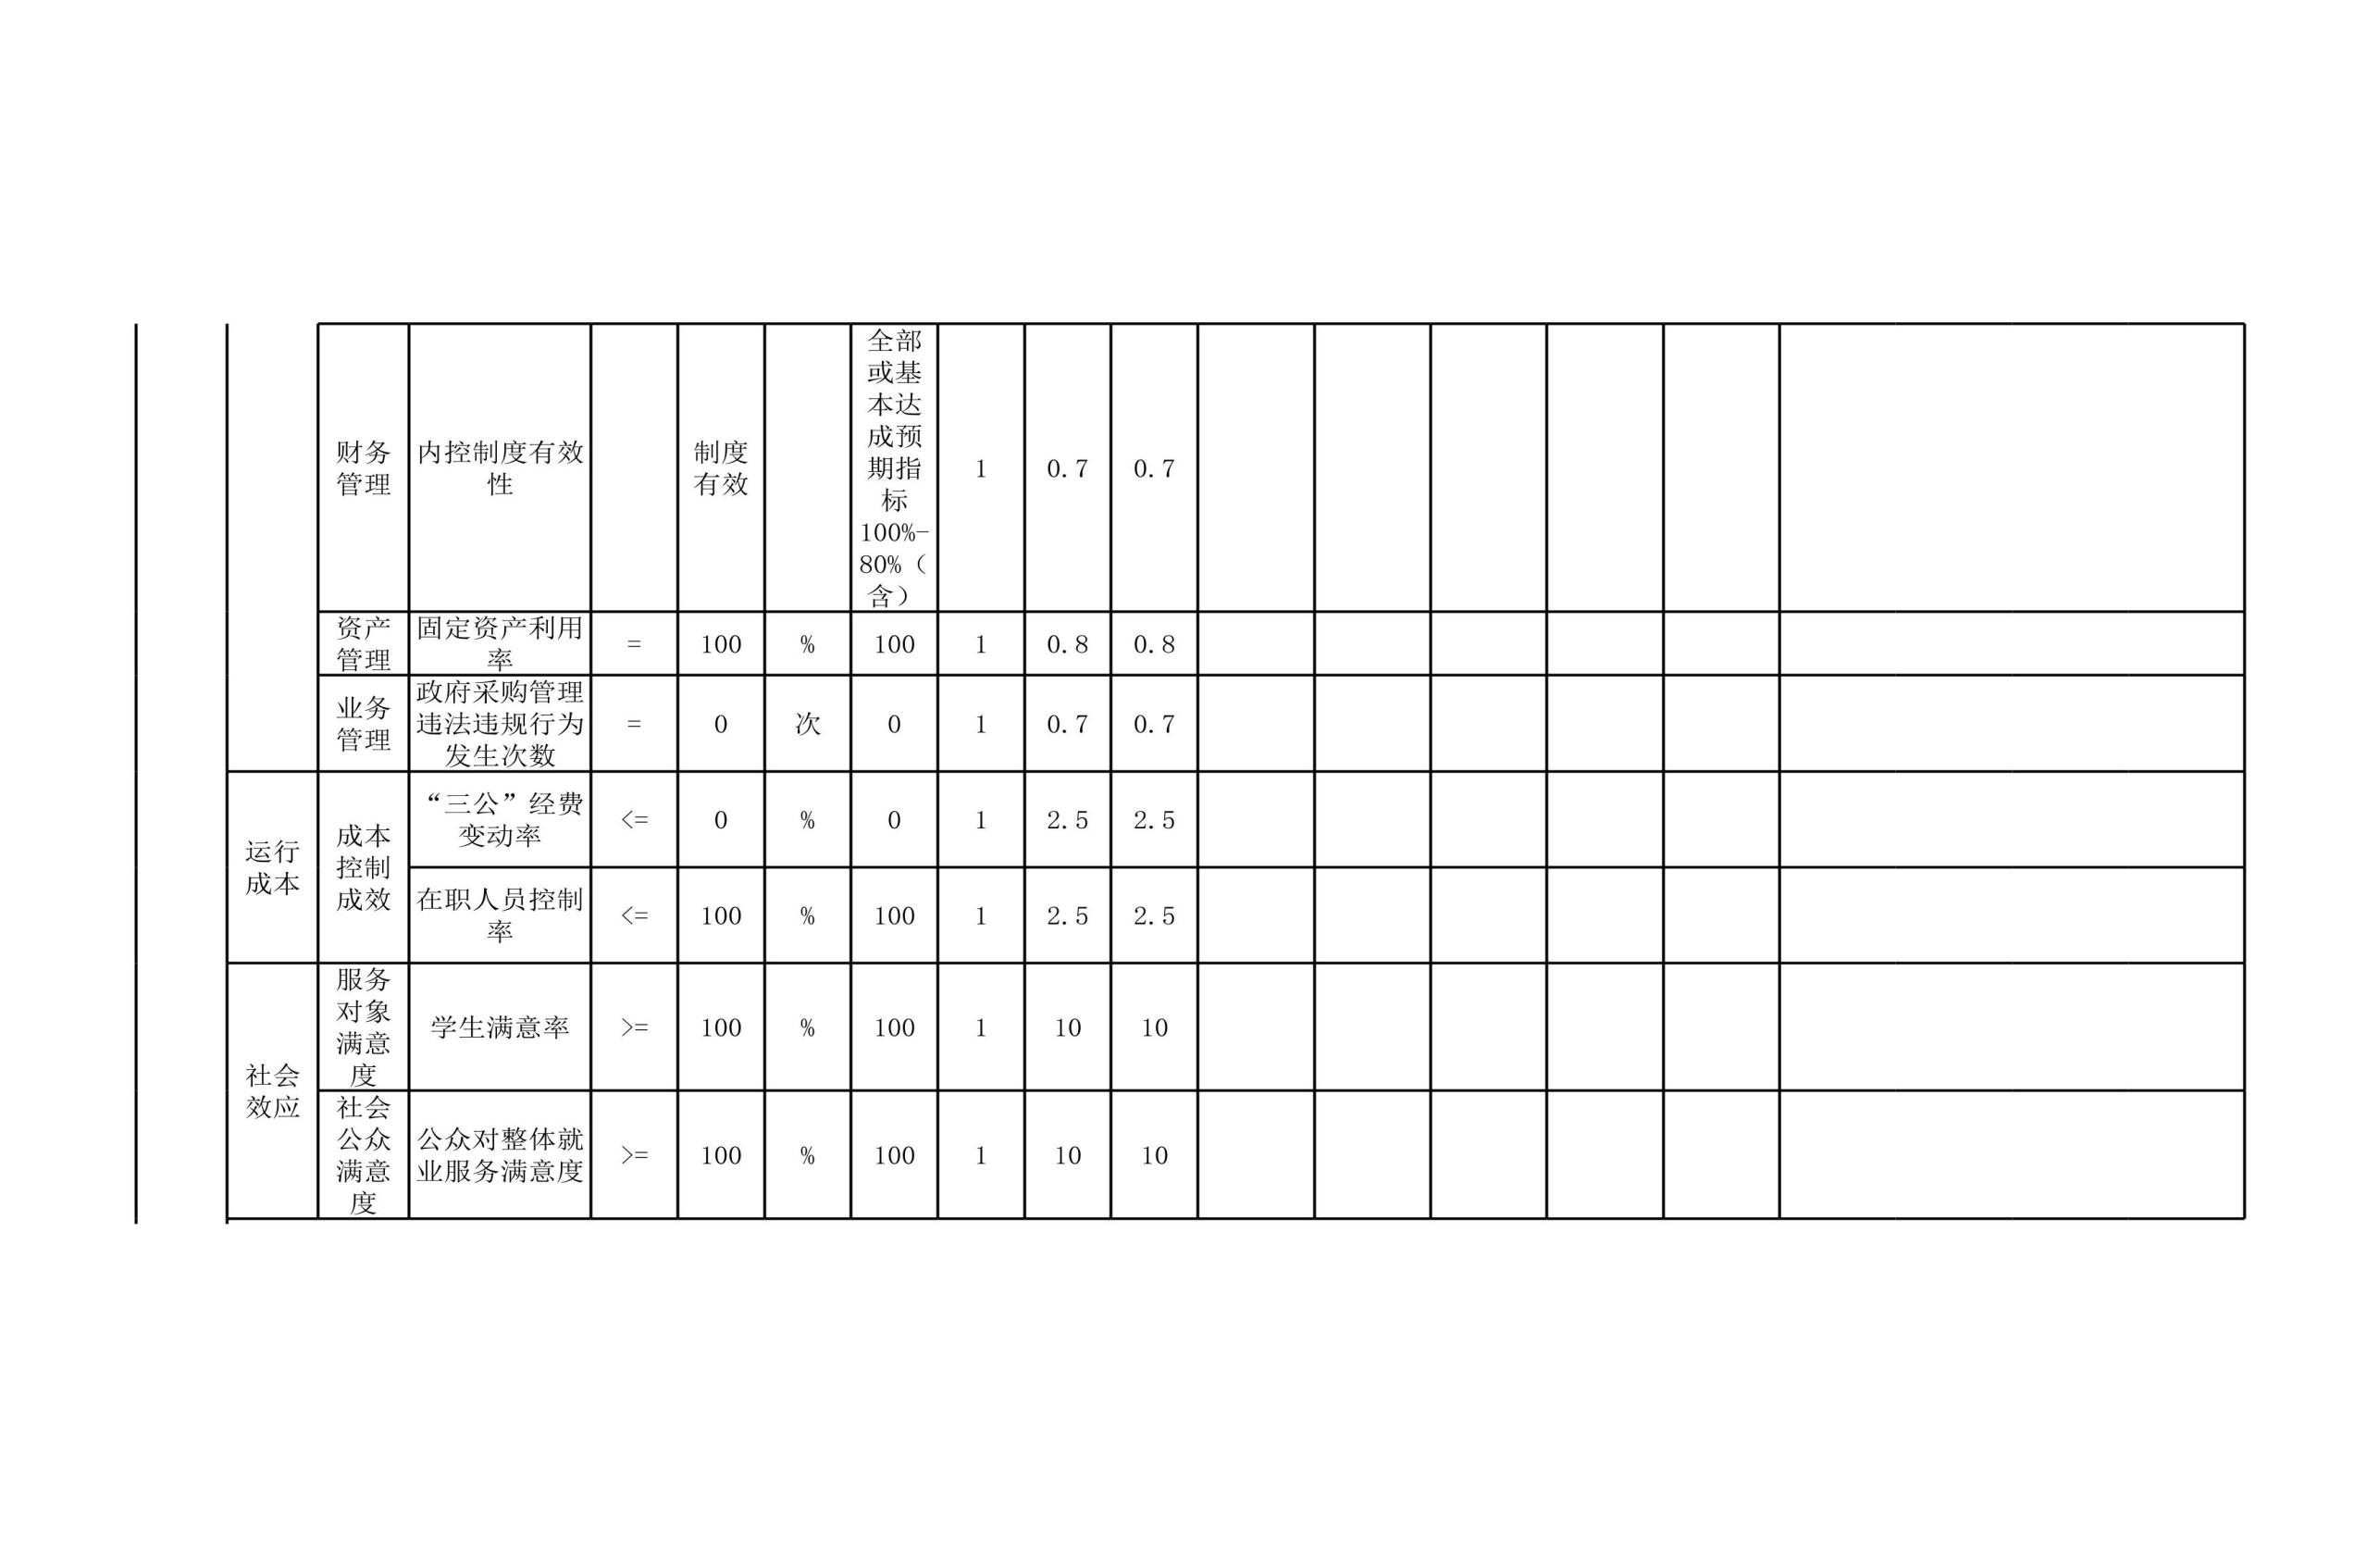 财务
管理
内控制度有效
性
制度
有效
全部
或基
本达
成预
期指
标
100%-
80%（
含）
1
0.7
0.7
资产
管理
固定资产利用
率
=
100
%
100
1
0.8
0.8
业务
管理
政府采购管理
违法违规行为
发生次数
=
0
次
0
1
0.7
0.7
运行
成本
成本
控制
成效
“三公”经费
变动率
<=
0
%
0
1
2.5
2.5
在职人员控制
率
<=
100
%
100
1
2.5
2.5
社会
效应
服务
对象
满意
度
学生满意率
>=
100
%
100
1
10
10
社会
公众
满意
度
公众对整体就
业服务满意度
>=
100
%
100
1
10
10